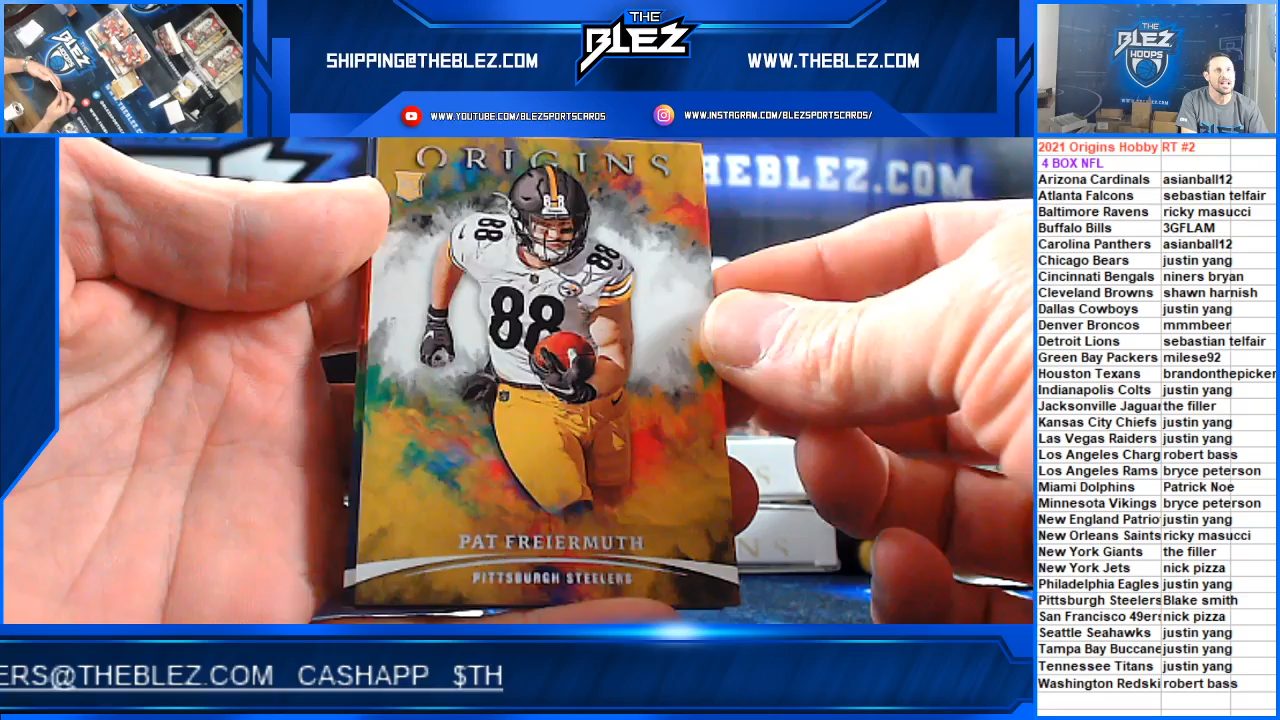 THE
BLEZ
SHIPPING@THEBLEZ.COM
WWW.THEBLEZ.COM
WWW.YOUTUBE.COM/BLEZSPORTSCARDS
WWW.INSTAGRAM.COM/BLEZSPORTSCARDS/
THE
BLEZ
HOOPS
ORIGINS
HEBLEZ.COM
88
88
88
88
PAT FREIERMUTH
PITTSBURGH STEELERS
ERS@THEBLEZ.COM CASHAPP $TH
2021 Origins Hobby RT #2
4 BOX NFL
Arizona Cardinals asianball12
Atlanta Falcons sebastian telfair
Baltimore Ravens ricky masucci
Buffalo Bills 3GFLAM
Carolina Panthers asianball12
Chicago Bears justin yang
Cincinnati Bengals niners bryan
Cleveland Browns shawn harnish
Dallas Cowboys justin yang
Denver Broncos mmmbeer
Detroit Lions sebastian telfair
Green Bay Packers milese92
Houston Texans brandonthepicker
Indianapolis Colts justin yang
Jacksonville Jaguar the filler
Kansas City Chiefs justin yang
Las Vegas Raiders justin yang
Los Angeles Charg robert bass
Los Angeles Rams bryce peterson
Miami Dolphins Patrick Noe
Minnesota Vikings bryce peterson
New England Patrio justin yang
New Orleans Saints ricky masucci
New York Giants the filler
New York Jets nick pizza
Philadelphia Eagles justin yang
Pittsburgh Steelers Blake smith
San Francisco 49ers nick pizza
Seattle Seahawks justin yang
Tampa Bay Buccane justin yang
Tennessee Titans justin yang
Washington Redski robert bass